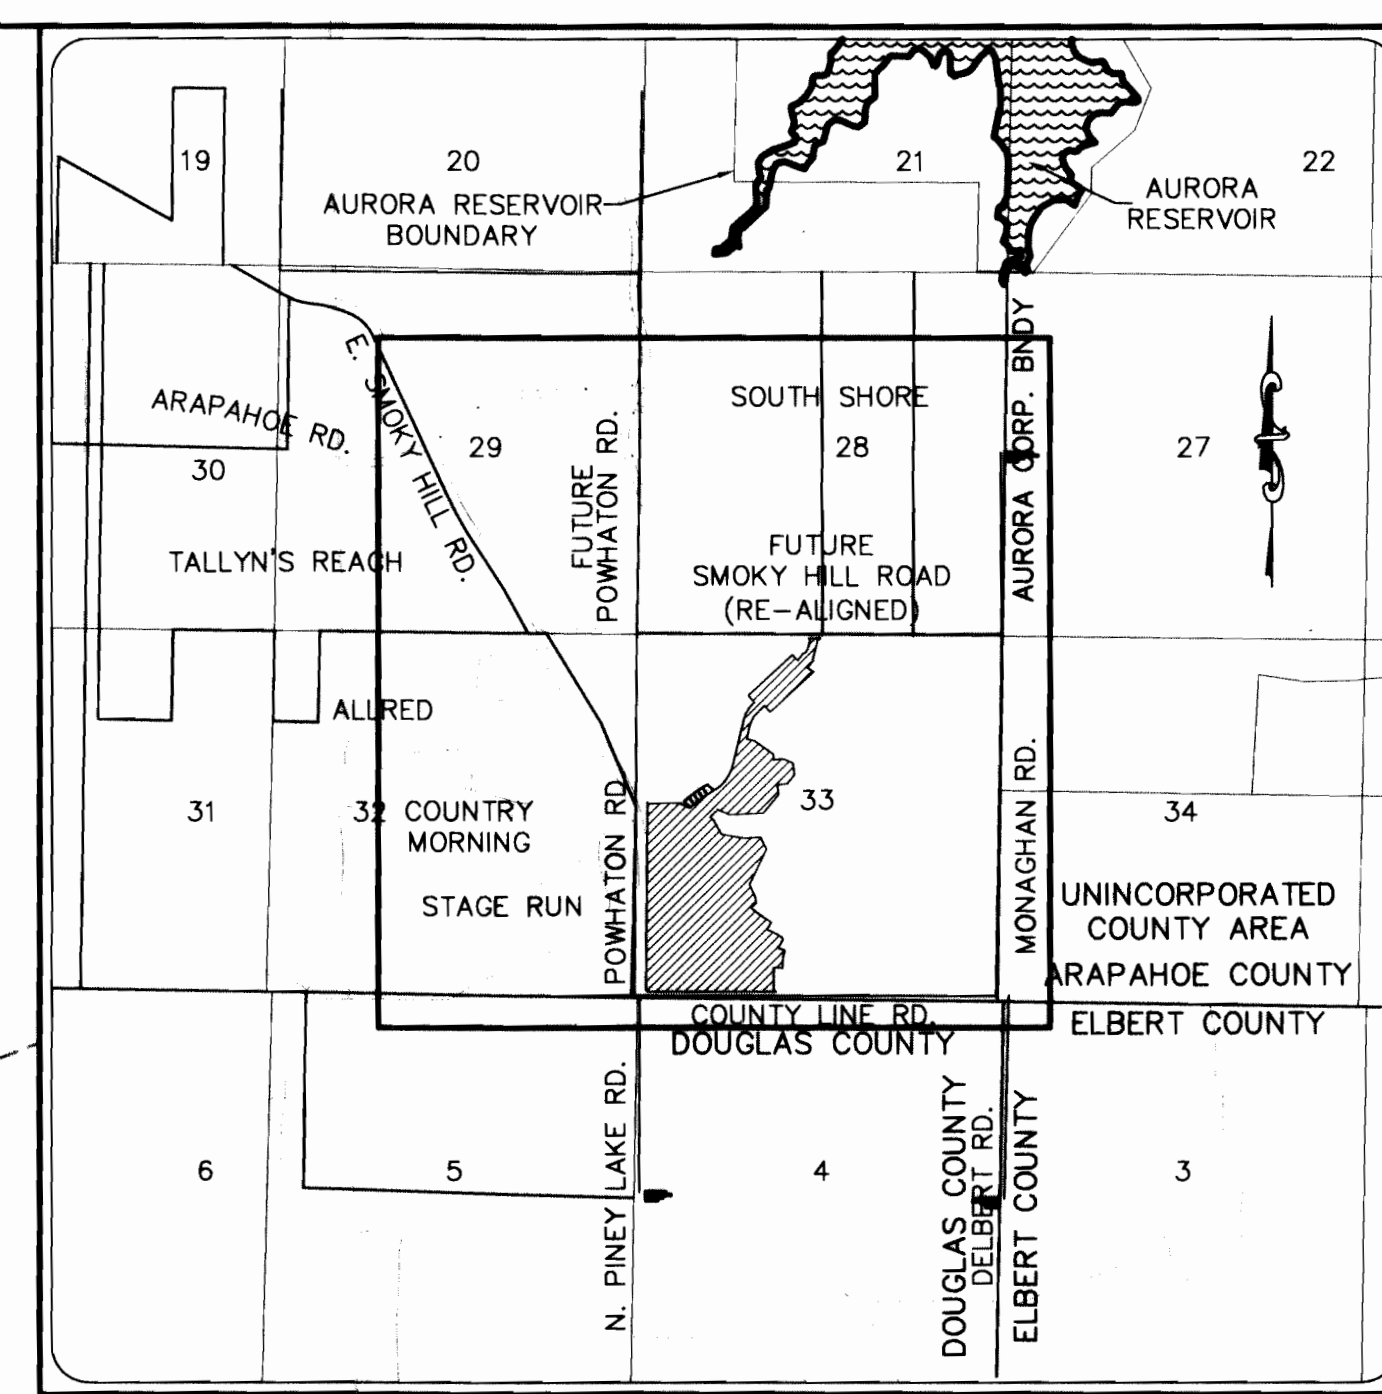 19
20
21
22
AURORA RESERVOIR
BOUNDARY
AURORA
RESERVOIR
E. SMOKY HILL RD.
ARAPAHOE RD.
30
29
FUTURE
POWHATON RD.
SOUTH SHORE
28
AURORA CORP. BNDY
27
TALLYN'S REACH
FUTURE
SMOKY HILL ROAD
(RE-ALIGNED)
ALLRED
31
32 COUNTRY
MORNING
STAGE RUN
POWHATON RD.
33
MONAGHAN RD.
34
UNINCORPORATED
COUNTY AREA
ARAPAHOE COUNTY
ELBERT COUNTY
COUNTY LINE RD.
DOUGLAS COUNTY
6
5
N. PINEY LAKE RD.
4
DOUGLAS COUNTY
DELBERT RD.
ELBERT COUNTY
3